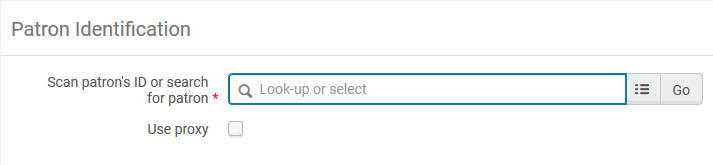 Patron Identification
Scan patron's ID or search
for patron *
Look-up or select
Go
Use proxy